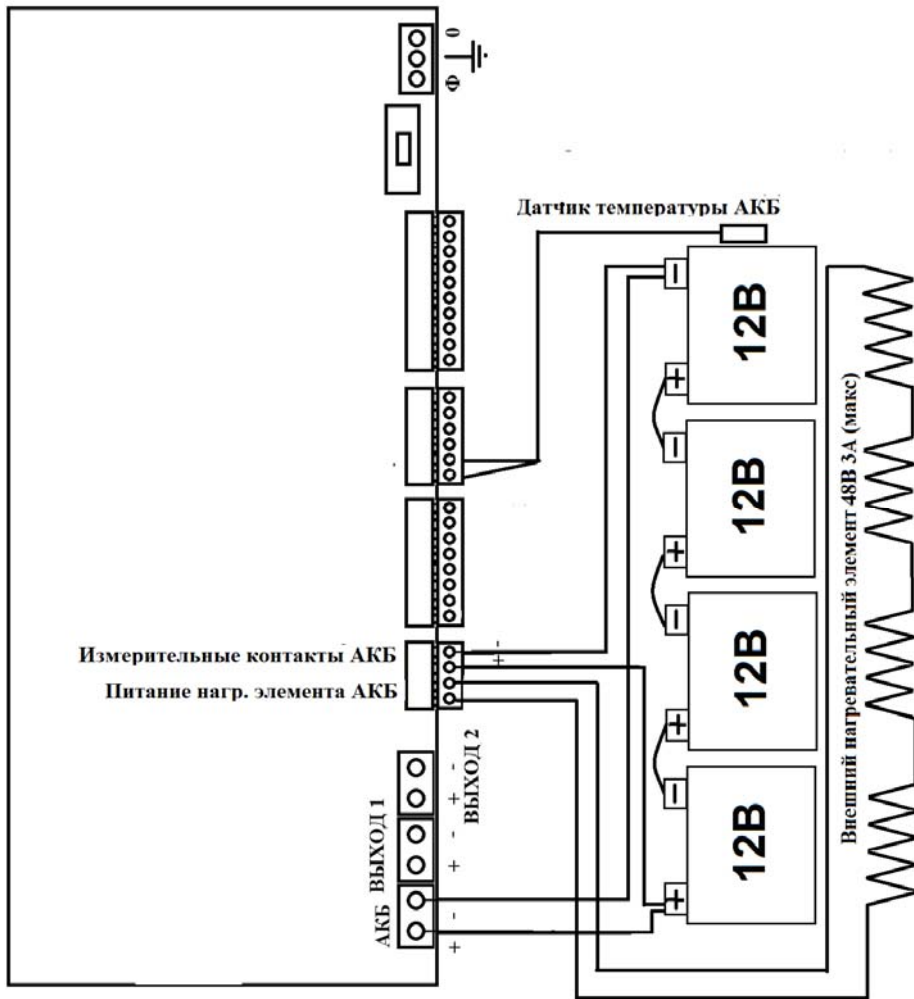 0
Ф
Датчик температуры АКБ
12В
12В
12В
12В
Внешний нагревательный элемент 48В 3А (макс)
Измерительные контакты АКБ
Питание нагр. элемента АКБ
- +
ВЫХОД 2
- +
ВЫХОД 1
- +
АКБ
- +
- +
- +
- +
- +